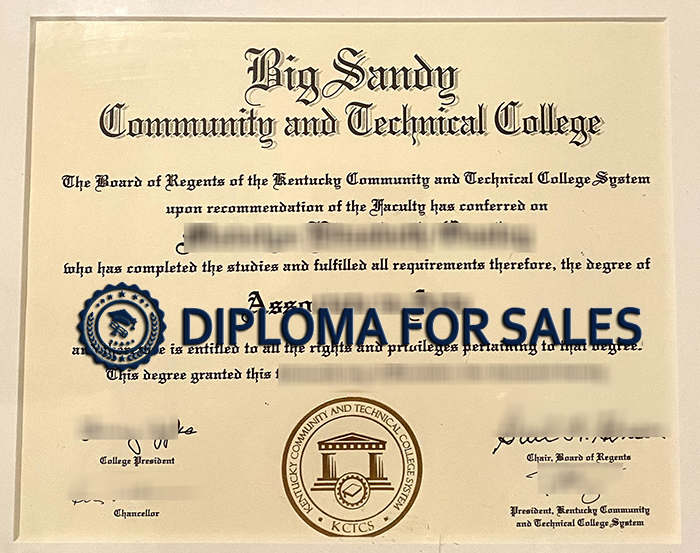 Big Sandy
Community and Technical College
The Board of Regents of the Kentucky Community and Technical College System
upon recommendation of the Faculty has conferred on
who has completed the studies and fulfilled all requirements therefore, the degree of
Asso
DIPLOMA FOR SALES
is entitled to all the rights and privileges pertaining to that degree.
This degree granted this
College President
Chair, Board of Regents
Chancellor
President, Kentucky Community
and Technical College System
KENTUCKY COMMUNITY AND TECHNICAL COLLEGE SYSTEM
KCTCS